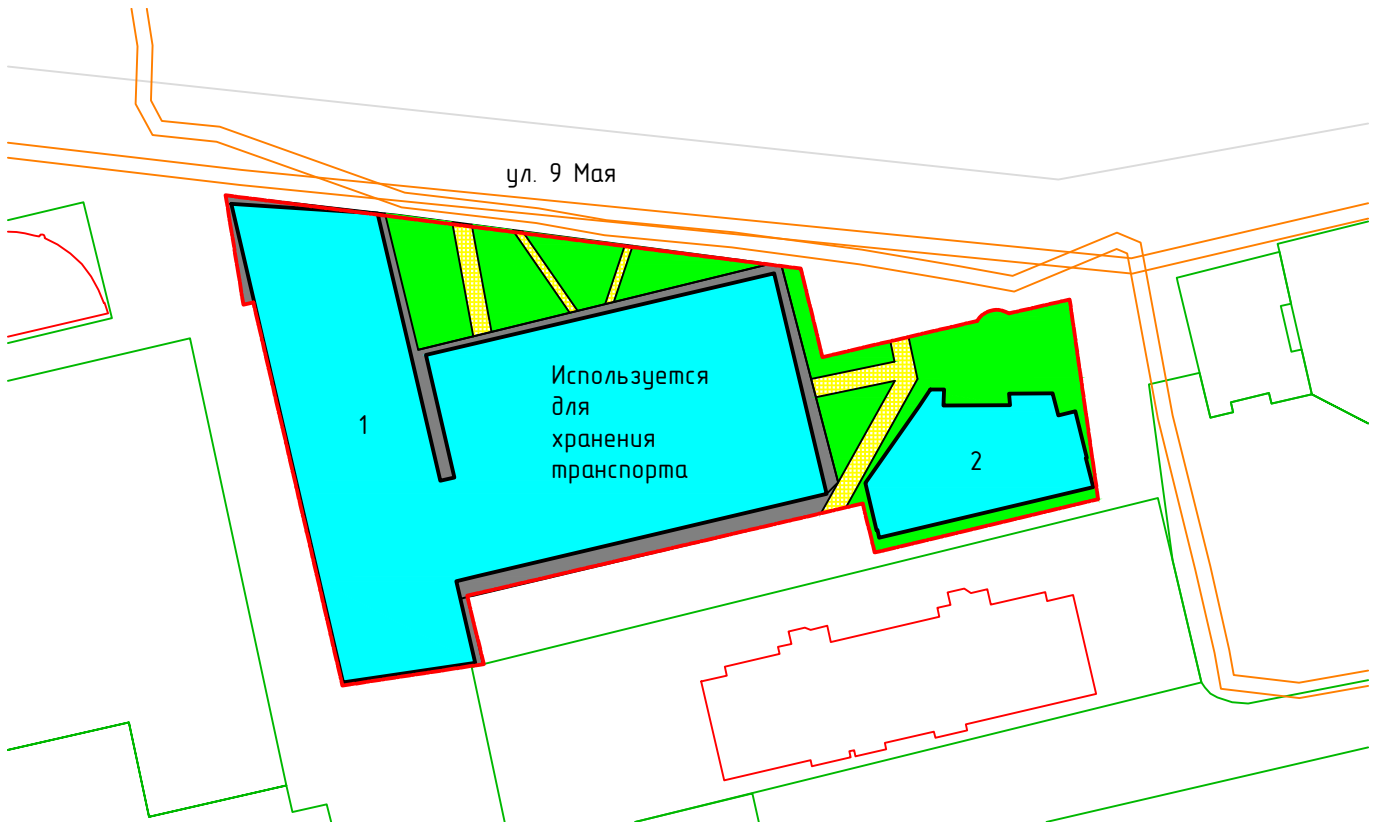 ул. 9 Мая
Используется
для
хранения
транспорта
1
2